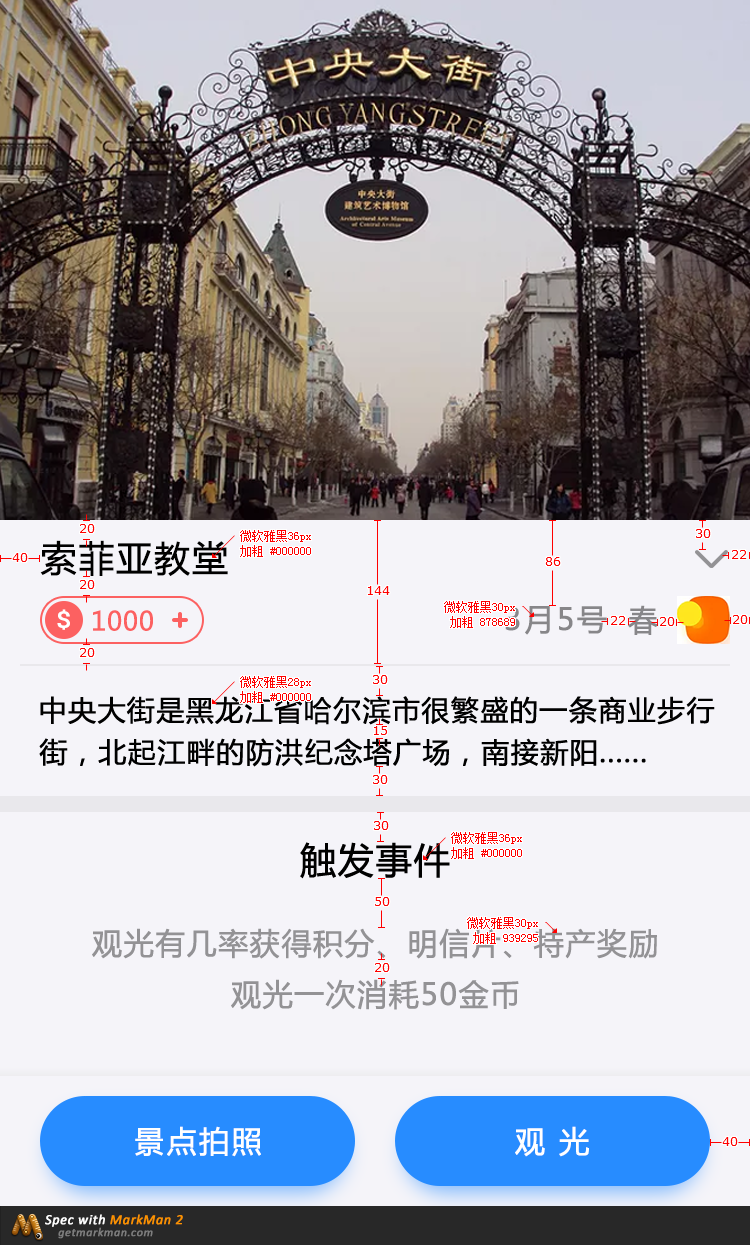 中央大街
ZHONG YANGSTREET
中央大街
建筑艺术博物馆
Architectural Arts Museum
of Central Avenue
20
微软雅黑36px
加粗 #000000
30
40
索菲亚教堂
22
86
20
144
$ 1000 +
微软雅黑30px
加粗 878689
3月5号
22
春
20
20
20
30
微软雅黑28px
加粗 #000000
中央大街是黑龙江省哈尔滨市很繁盛的一条商业步行
15
街，北起江畔的防洪纪念塔广场，南接新阳......
30
30
微软雅黑36px
加粗 #000000
触发事件
50
微软雅黑30px
加粗 939295
观光有几率获得积分、明信片、特产奖励
20
观光一次消耗50金币
景点拍照
观 光
40
Spec with MarkMan 2
getmarkman.com